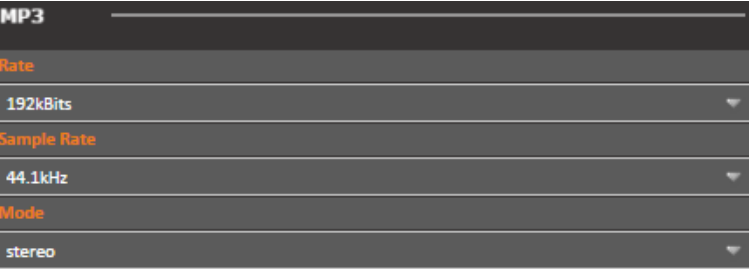 MP3
Rate
192kBits
Sample Rate
44.1kHz
Mode
stereo